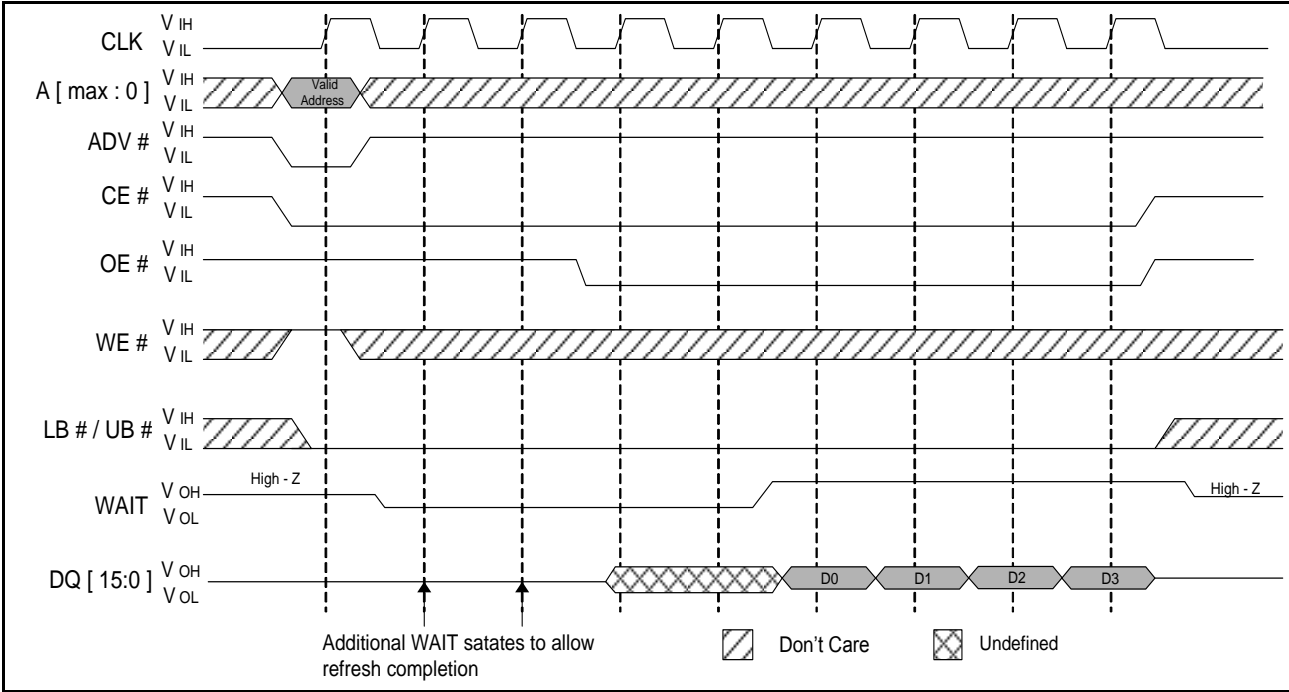 CLK V IH
V IL
A [ max : 0 ] V IH
V IL
Valid
Address
ADV # V IH
V IL
CE # V IH
V IL
OE # V IH
V IL
WE # V IH
V IL
LB # / UB # V IH
V IL
High - Z
WAIT V OH
V OL
High - Z
DQ [ 15:0 ] V OH
V OL
D0 D1 D2 D3
Additional WAIT satates to allow
refresh completion
Don't Care
Undefined